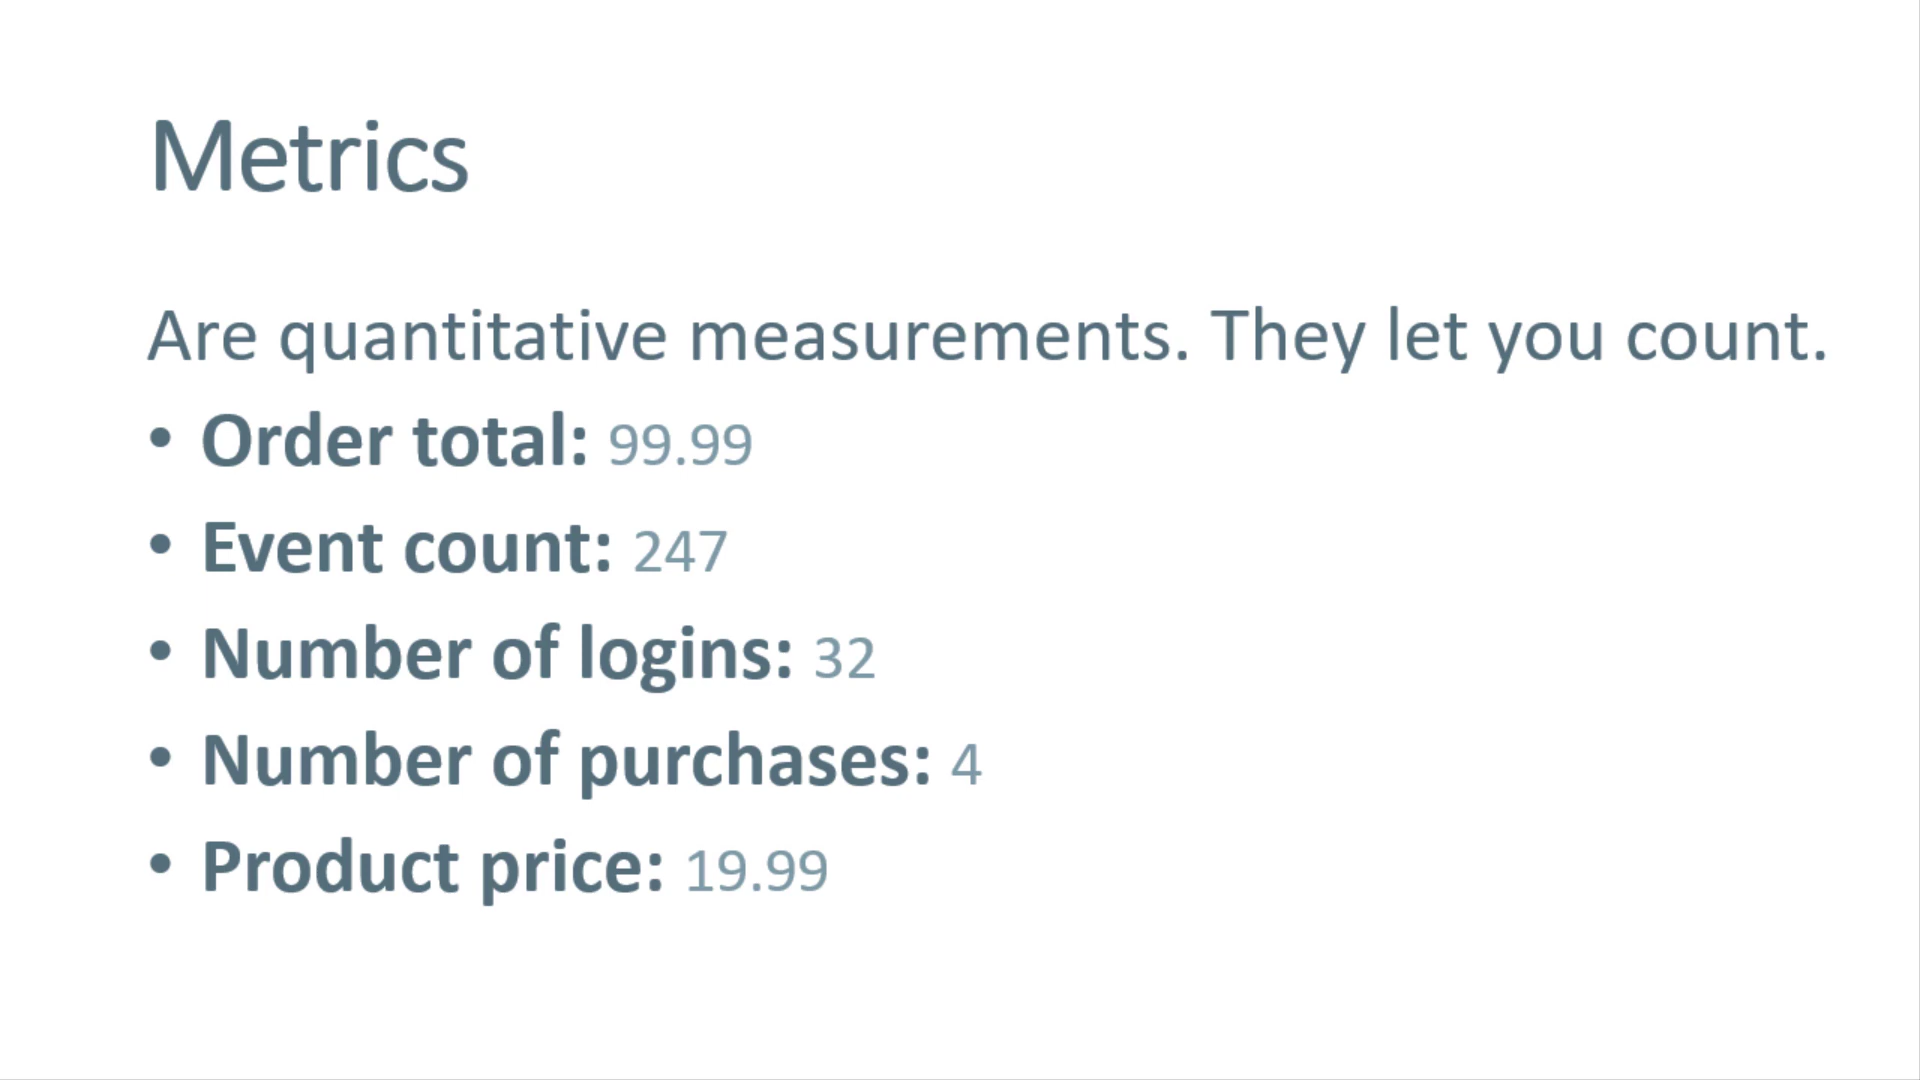 Metrics
Are quantitative measurements. They let you count.
• Order total: 99.99
• Event count: 247
• Number of logins: 32
• Number of purchases: 4
• Product price: 19.99